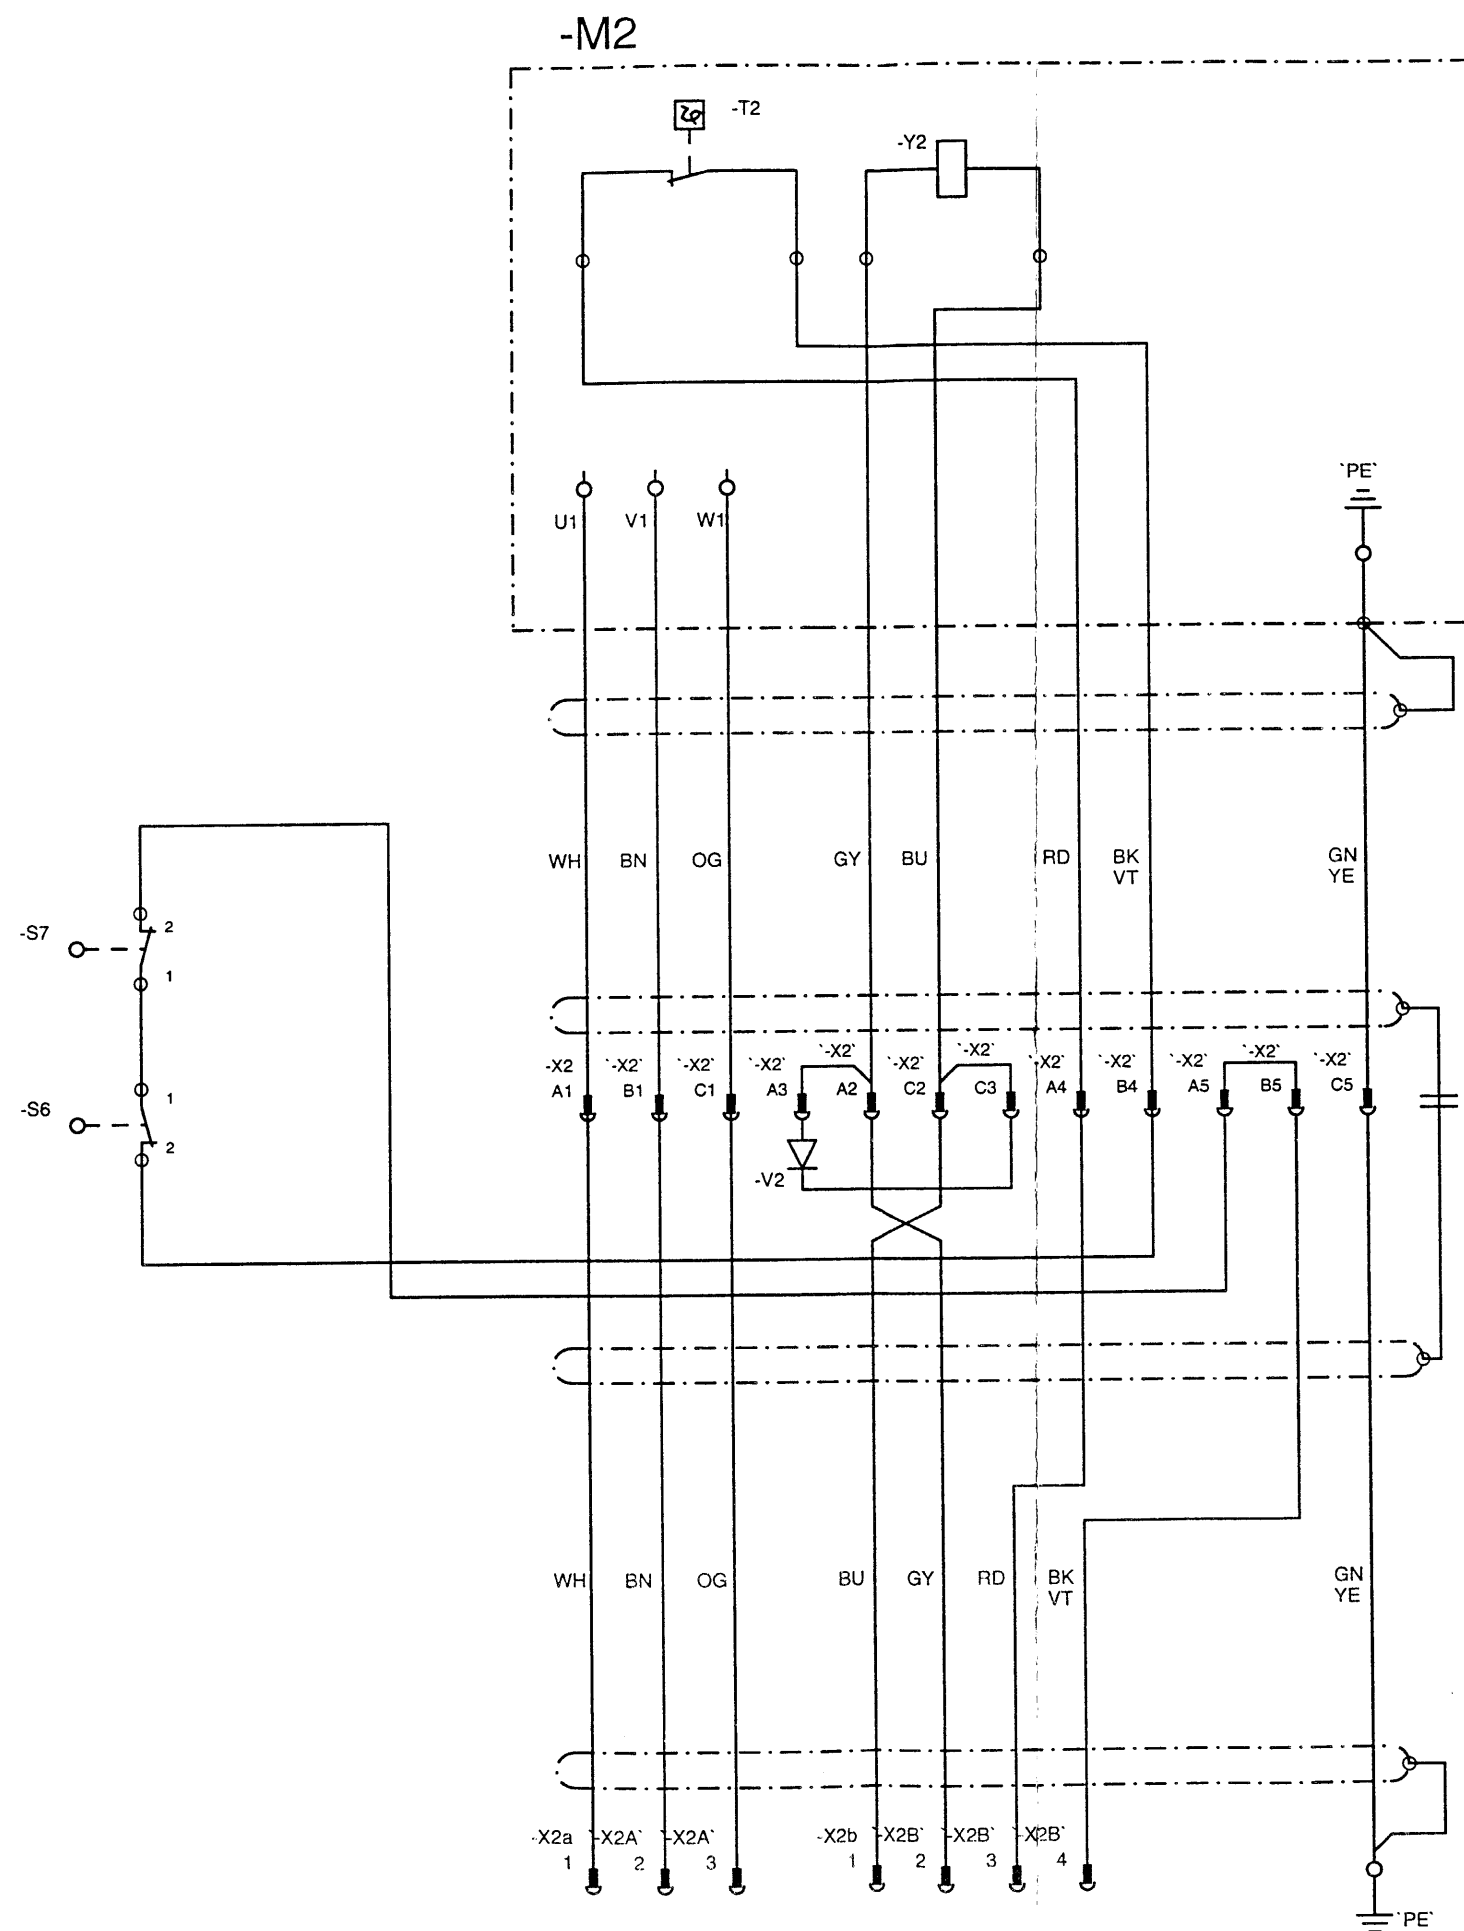 -M2
-T2
-Y2
`PE`
U1 V1 W1
WH BN OG GY BU RD BK GN
VT YE
-S7 2
1
-X2 `-X2` `-X2` `-X2` `-X2` `-X2` `-X2` `-X2` `-X2` `-X2` `-X2` `-X2`
A1 B1 C1 A3 A2 C2 C3 A4 B4 A5 B5 C5
-S6 1
2
-V2
WH BN OG BU GY RD BK GN
VT YE
-X2a `-X2A` `-X2A` -X2b `-X2B` `-X2B` `-X2B`
1 2 3 1 2 3 4
`PE`